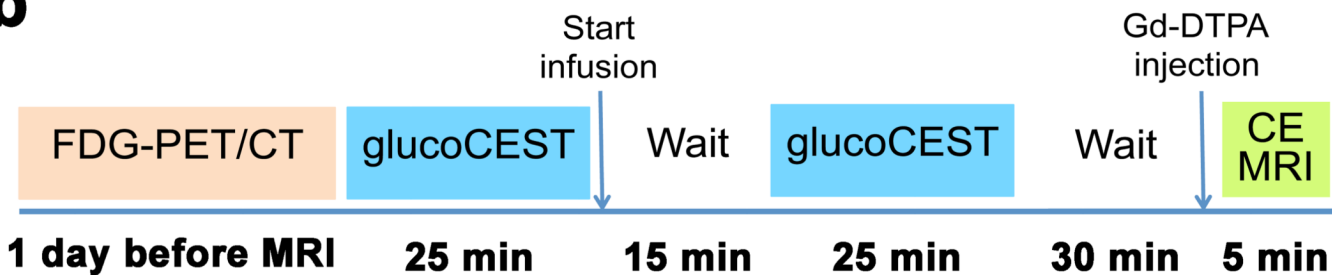 b
Start
infusion
Gd-DTPA
injection
FDG-PET/CT
glucoCEST
Wait
glucoCEST
Wait
CE
MRI
1 day before MRI
25 min
15 min
25 min
30 min
5 min